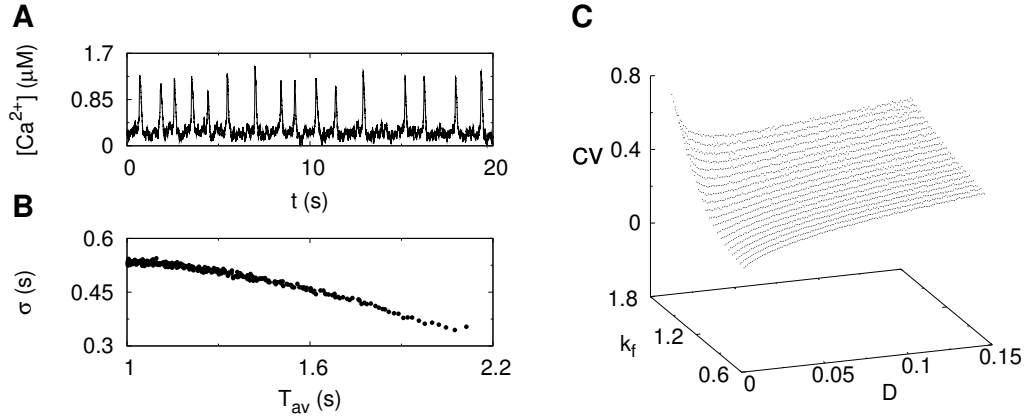 A
[Ca2+] (μM)
1.7
0.85
0
0
10
20
t (s)
B
σ (s)
0.6
0.45
0.3
1
1.6
2.2
Tav (s)
C
CV
0.8
0.4
0
1.8
1.2
0.6
kf
0
0.05
0.1
0.15
D